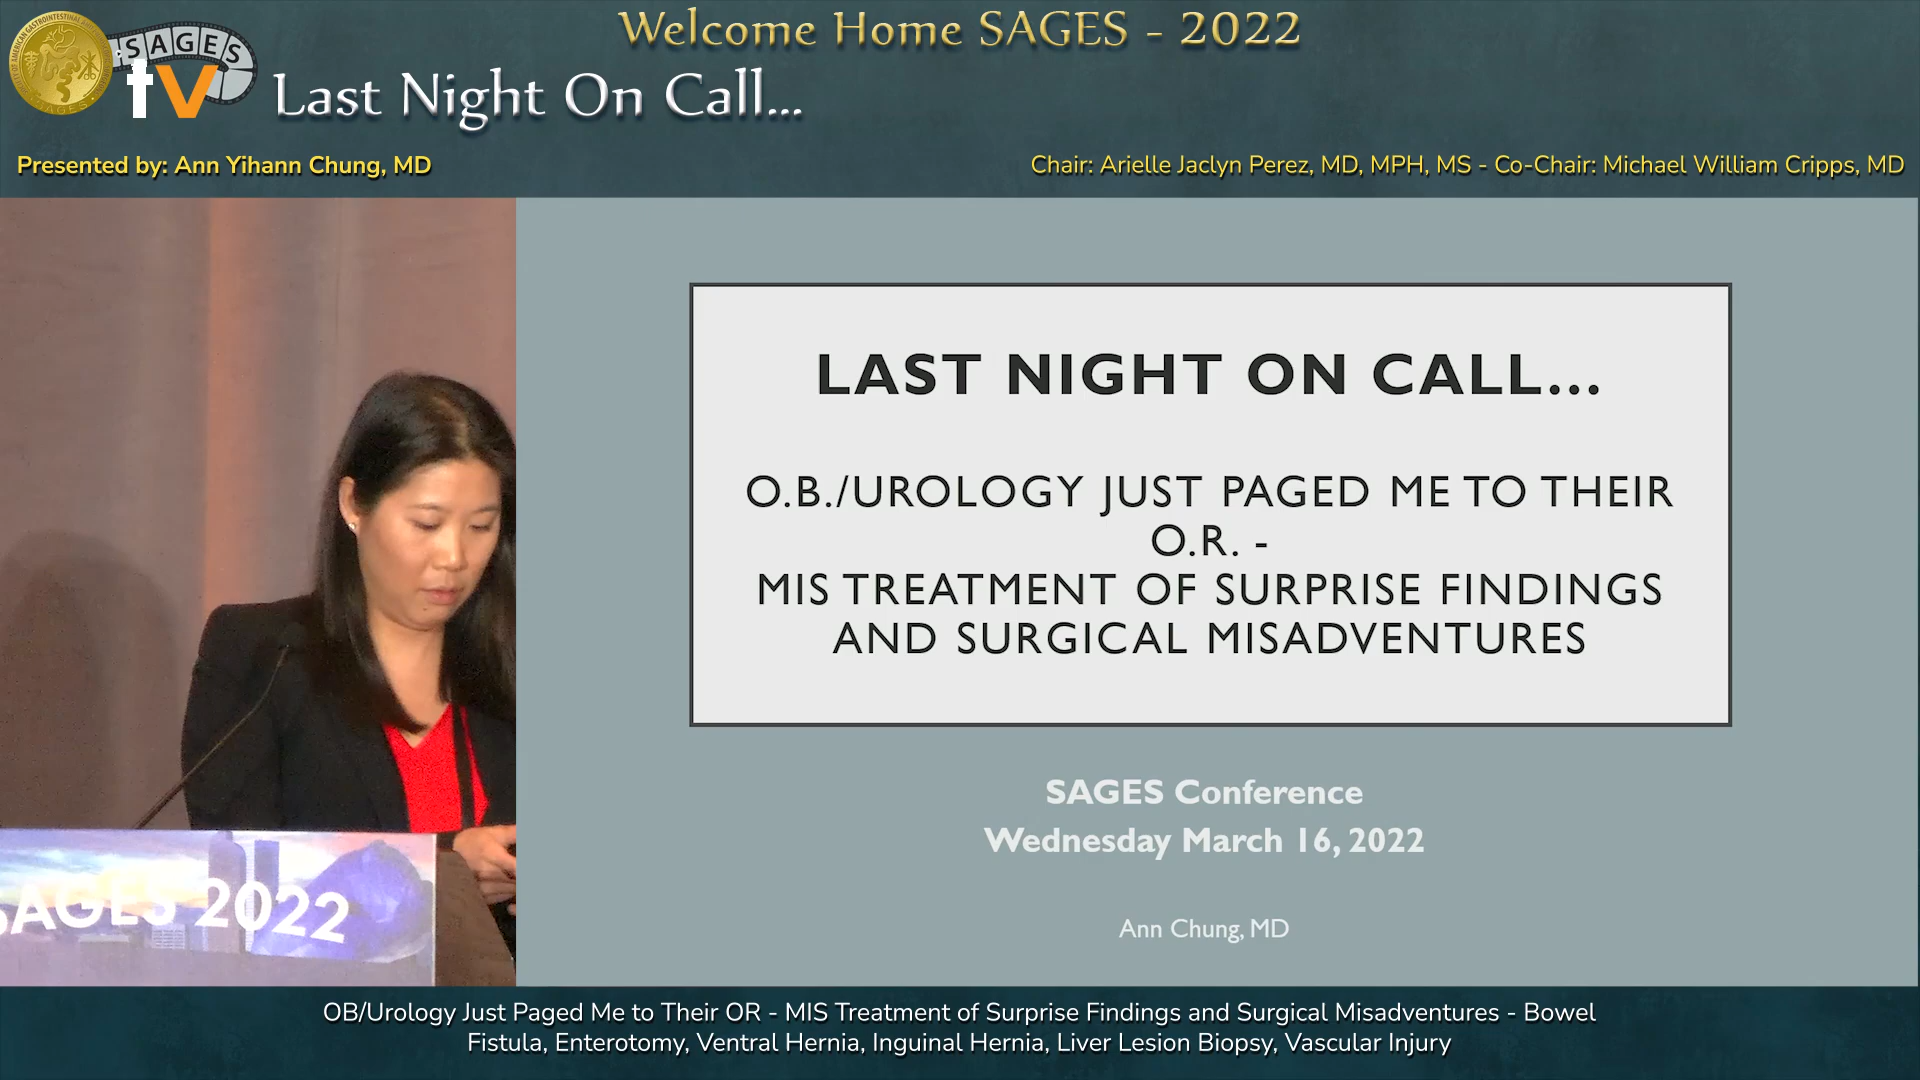 Welcome Home SAGES - 2022
SAGES
tv
Last Night On Call...
Presented by: Ann Yihann Chung, MD
Chair: Arielle Jaclyn Perez, MD, MPH, MS - Co-Chair: Michael William Cripps, MD
LAST NIGHT ON CALL...
O.B./UROLOGY JUST PAGED ME TO THEIR
O.R. -
MIS TREATMENT OF SURPRISE FINDINGS
AND SURGICAL MISADVENTURES
SAGES Conference
Wednesday March 16, 2022
Ann Chung, MD
SAGES 2022
OB/Urology Just Paged Me to Their OR - MIS Treatment of Surprise Findings and Surgical Misadventures - Bowel
Fistula, Enterotomy, Ventral Hernia, Inguinal Hernia, Liver Lesion Biopsy, Vascular Injury